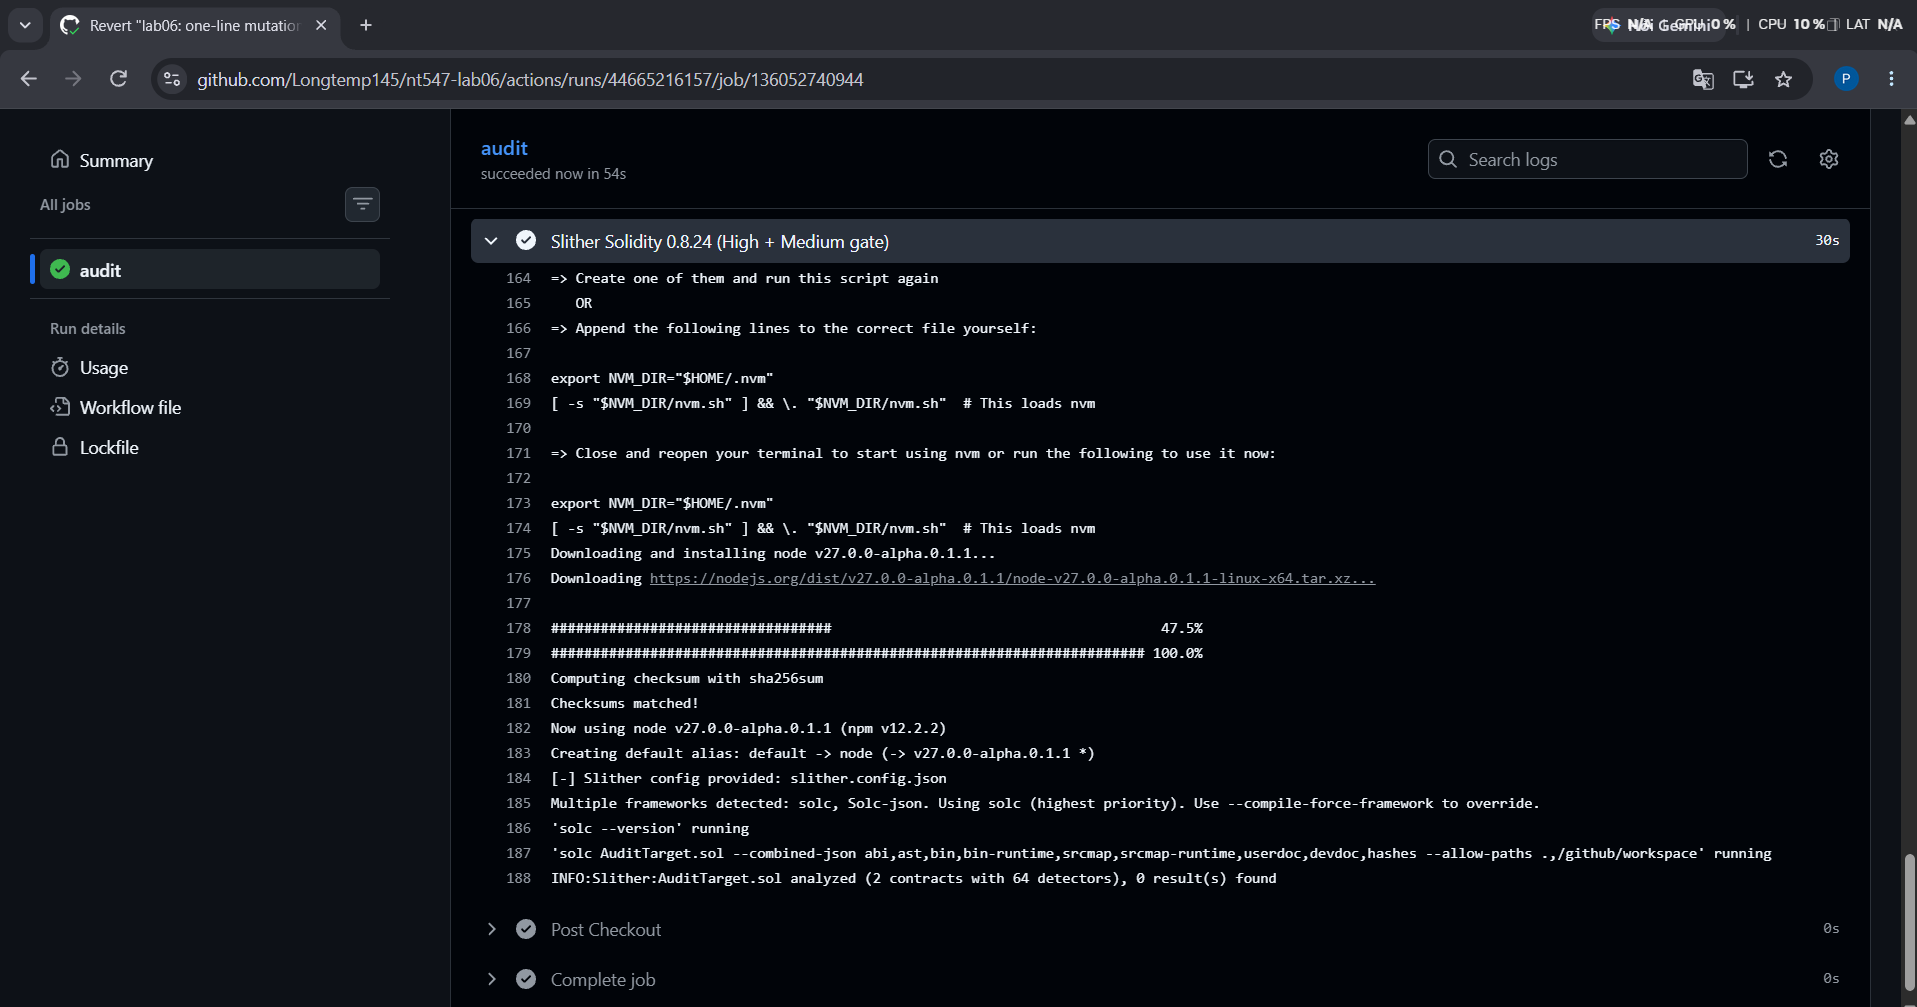 Revert "lab06: one-line mutation
FPS N/A | GPU 0% | CPU 10% LAT N/A
github.com/Longtemp145/nt547-lab06/actions/runs/44665216157/job/136052740944
P
Summary
All jobs
audit
Run details
Usage
Workflow file
Lockfile
audit
succeeded now in 54s
Search logs
Slither Solidity 0.8.24 (High + Medium gate) 30s
164 => Create one of them and run this script again
165 OR
166 => Append the following lines to the correct file yourself:
167
168 export NVM_DIR="$HOME/.nvm"
169 [ -s "$NVM_DIR/nvm.sh" ] && \. "$NVM_DIR/nvm.sh"  # This loads nvm
170
171 => Close and reopen your terminal to start using nvm or run the following to use it now:
172
173 export NVM_DIR="$HOME/.nvm"
174 [ -s "$NVM_DIR/nvm.sh" ] && \. "$NVM_DIR/nvm.sh"  # This loads nvm
175 Downloading and installing node v27.0.0-alpha.0.1.1...
176 Downloading https://nodejs.org/dist/v27.0.0-alpha.0.1.1/node-v27.0.0-alpha.0.1.1-linux-x64.tar.xz...
177
178 ################################## 47.5%
179 ######################################################################## 100.0%
180 Computing checksum with sha256sum
181 Checksums matched!
182 Now using node v27.0.0-alpha.0.1.1 (npm v12.2.2)
183 Creating default alias: default -> node (-> v27.0.0-alpha.0.1.1 *)
184 [-] Slither config provided: slither.config.json
185 Multiple frameworks detected: solc, Solc-json. Using solc (highest priority). Use --compile-force-framework to override.
186 'solc --version' running
187 'solc AuditTarget.sol --combined-json abi,ast,bin,bin-runtime,srcmap,srcmap-runtime,userdoc,devdoc,hashes --allow-paths .,/github/workspace' running
188 INFO:Slither:AuditTarget.sol analyzed (2 contracts with 64 detectors), 0 result(s) found
Post Checkout 0s
Complete job 0s